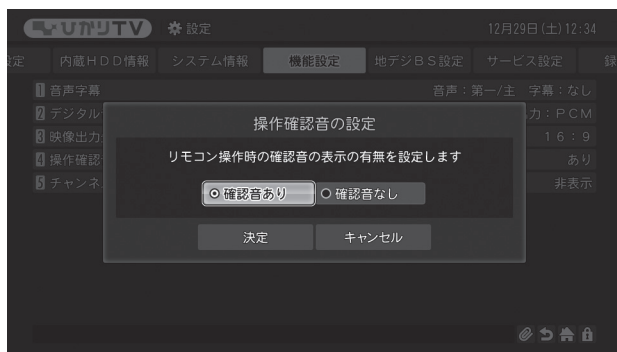 ひかりTV 設定 12月29日(土)12:34
設定 内蔵HDD情報 システム情報 機能設定 地デジBS設定 サービス設定 録
1 音声字幕 音声:第一/主 字幕:なし
2 デジタル 力:PCM
3 映像出力 16:9
4 操作確認 あり
5 チャンネ 非表示
操作確認音の設定
リモコン操作時の確認音の表示の有無を設定します
確認音あり 確認音なし
決定 キャンセル